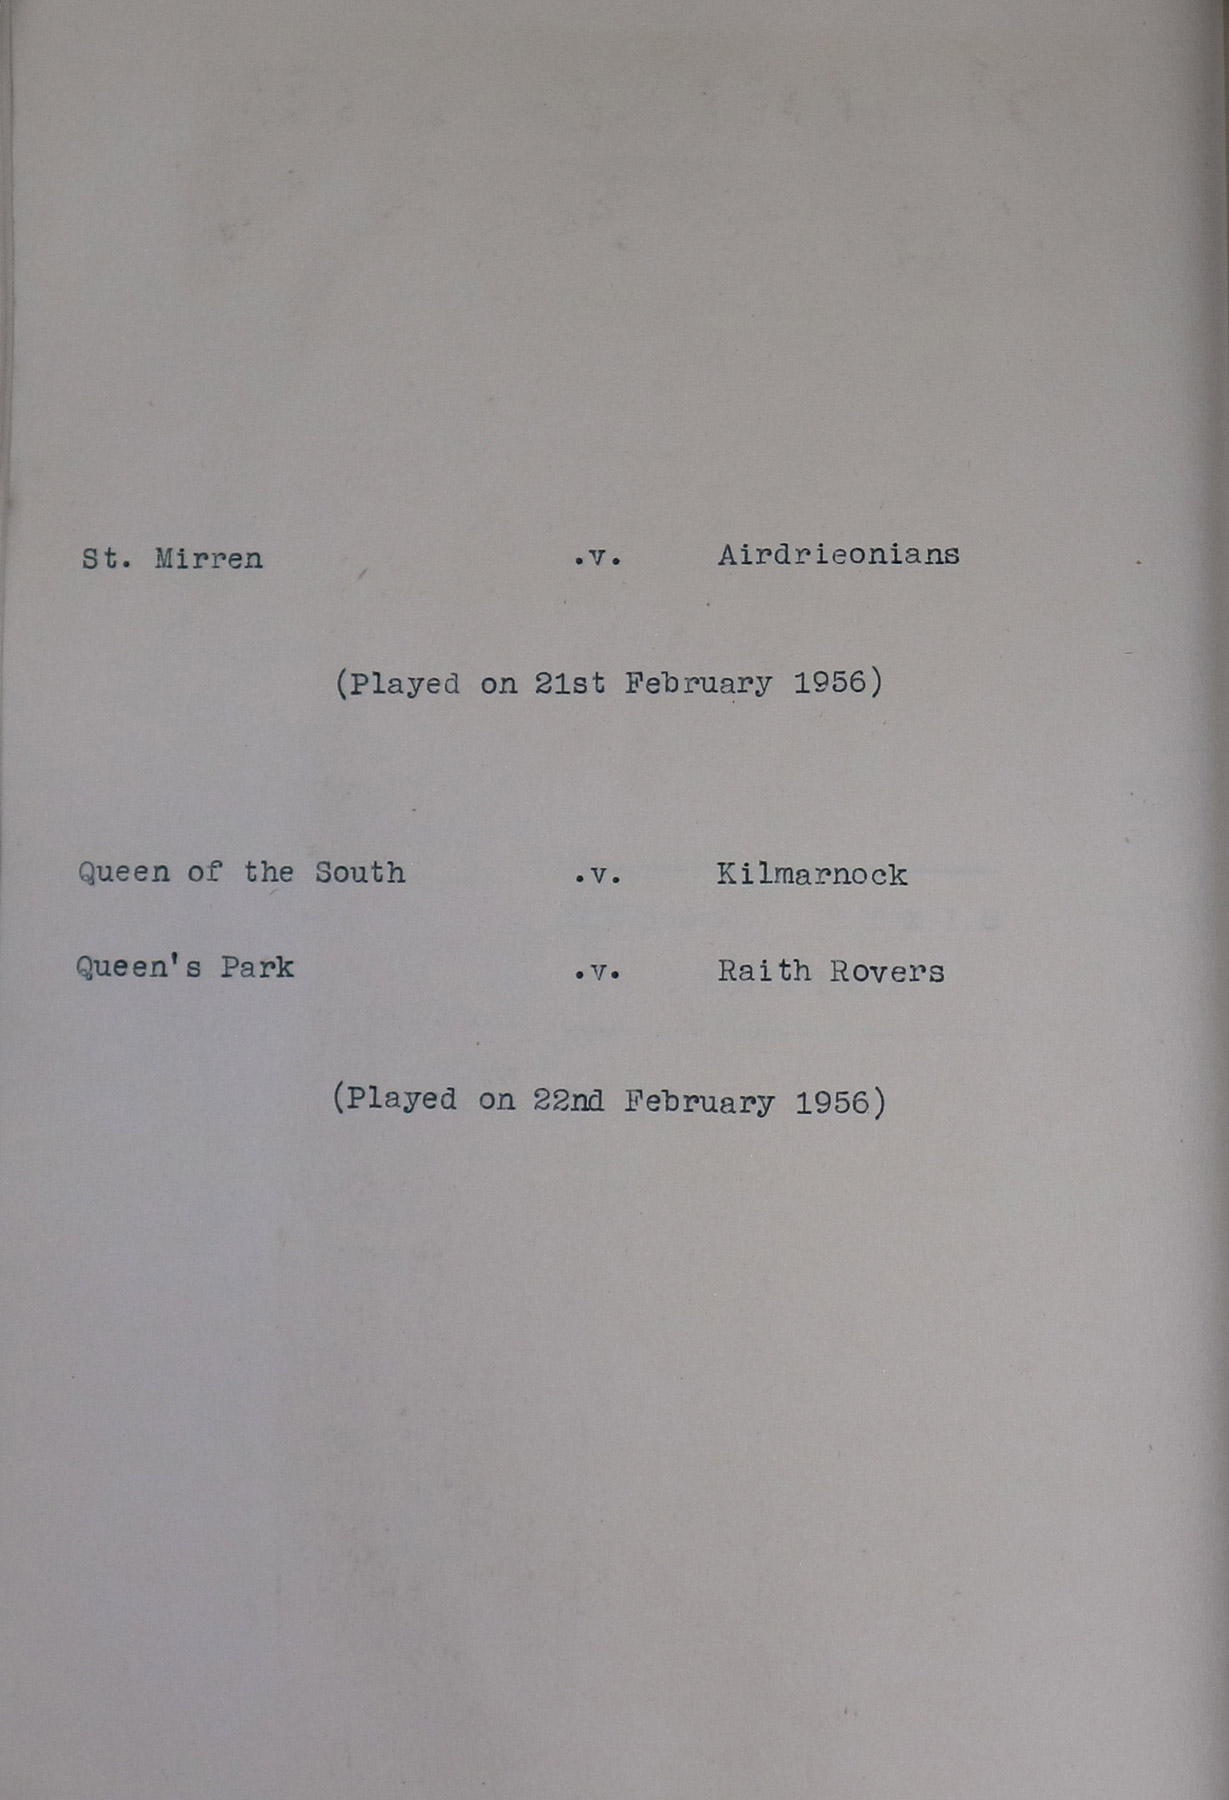 St. Mirren .v. Airdrieonians
(Played on 21st February 1956)
Queen of the South .v. Kilmarnock
Queen's Park .v. Raith Rovers
(Played on 22nd February 1956)